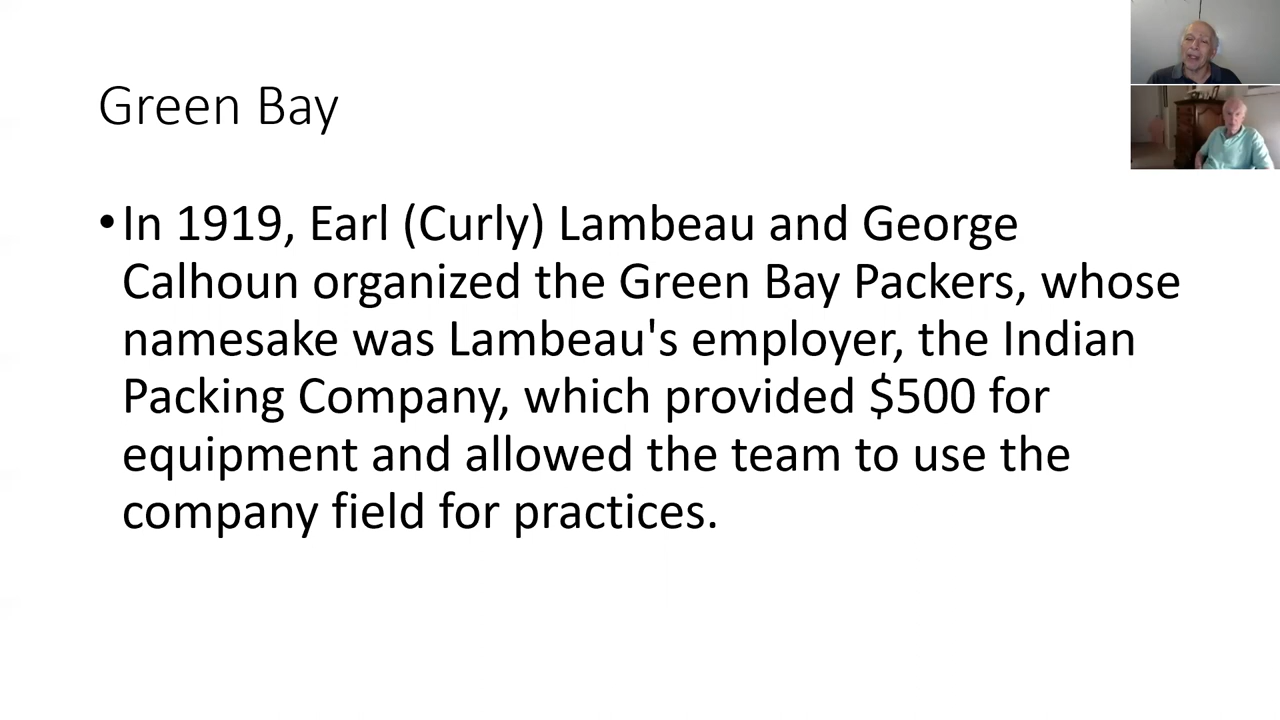 Green Bay
•In 1919, Earl (Curly) Lambeau and George
Calhoun organized the Green Bay Packers, whose
namesake was Lambeau's employer, the Indian
Packing Company, which provided $500 for
equipment and allowed the team to use the
company field for practices.